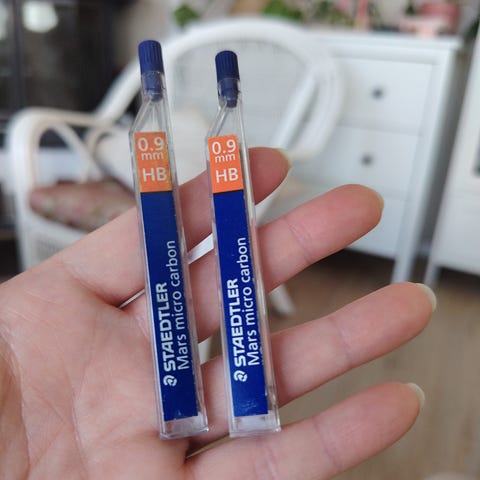 0.9
mm
HB
STAEDTLER
Mars micro carbon
0.9
mm
HB
STAEDTLER
Mars micro carbon